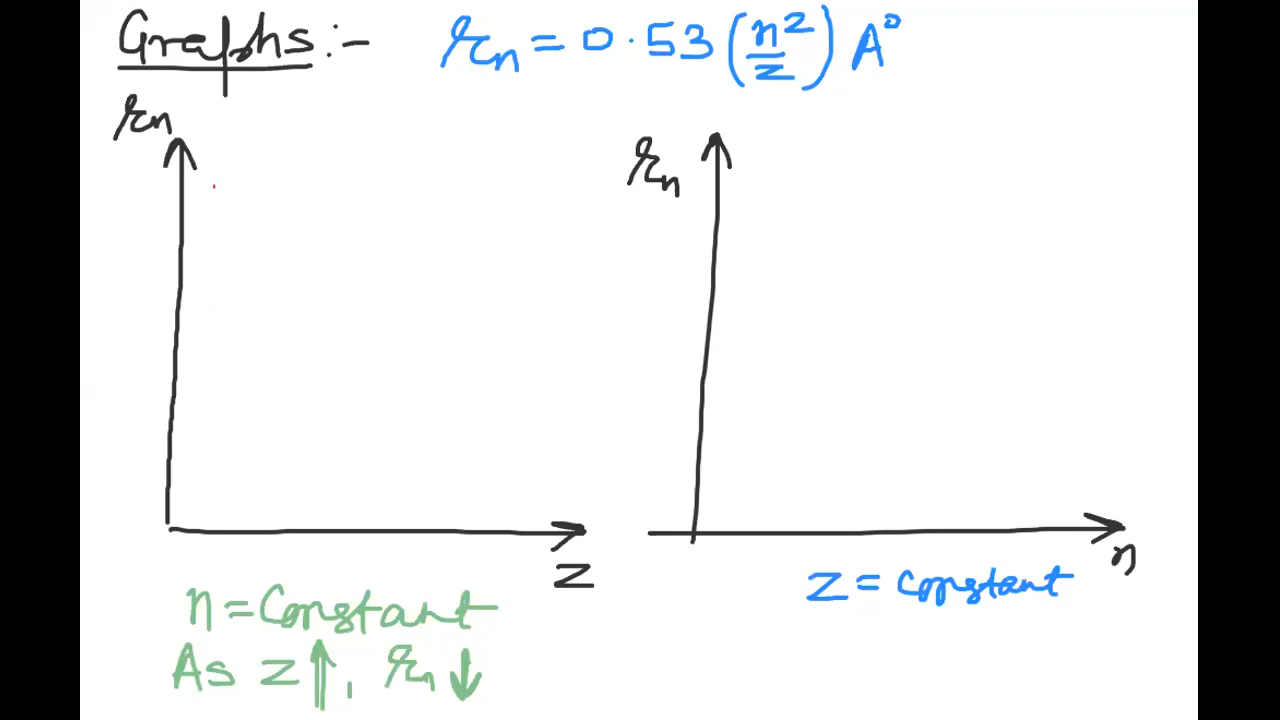 Graphs :- rn = 0.53 (n²/z) A°
rn
rn
z
n
z = constant
n = Constant
As z ↑, rn ↓